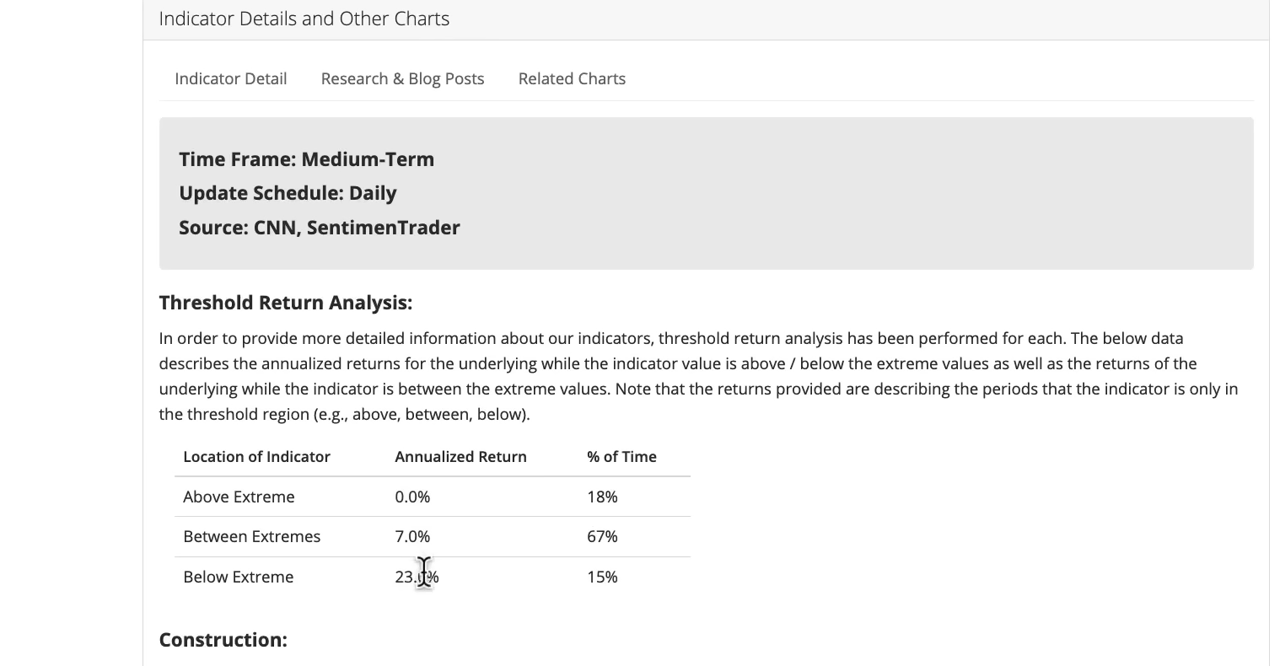 Indicator Details and Other Charts
Indicator Detail Research & Blog Posts Related Charts
Time Frame: Medium-Term
Update Schedule: Daily
Source: CNN, SentimenTrader
Threshold Return Analysis:
In order to provide more detailed information about our indicators, threshold return analysis has been performed for each. The below data
describes the annualized returns for the underlying while the indicator value is above / below the extreme values as well as the returns of the
underlying while the indicator is between the extreme values. Note that the returns provided are describing the periods that the indicator is only in
the threshold region (e.g., above, between, below).
Location of Indicator Annualized Return % of Time
Above Extreme 0.0% 18%
Between Extremes 7.0% 67%
Below Extreme 15%
Construction: